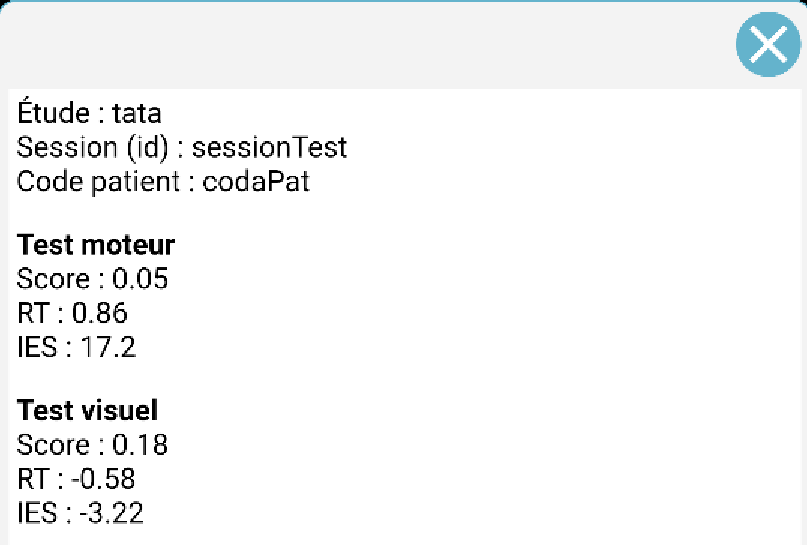 Étude : tata
Session (id) : sessionTest
Code patient : codaPat
Test moteur
Score : 0.05
RT : 0.86
IES : 17.2
Test visuel
Score : 0.18
RT : -0.58
IES : -3.22